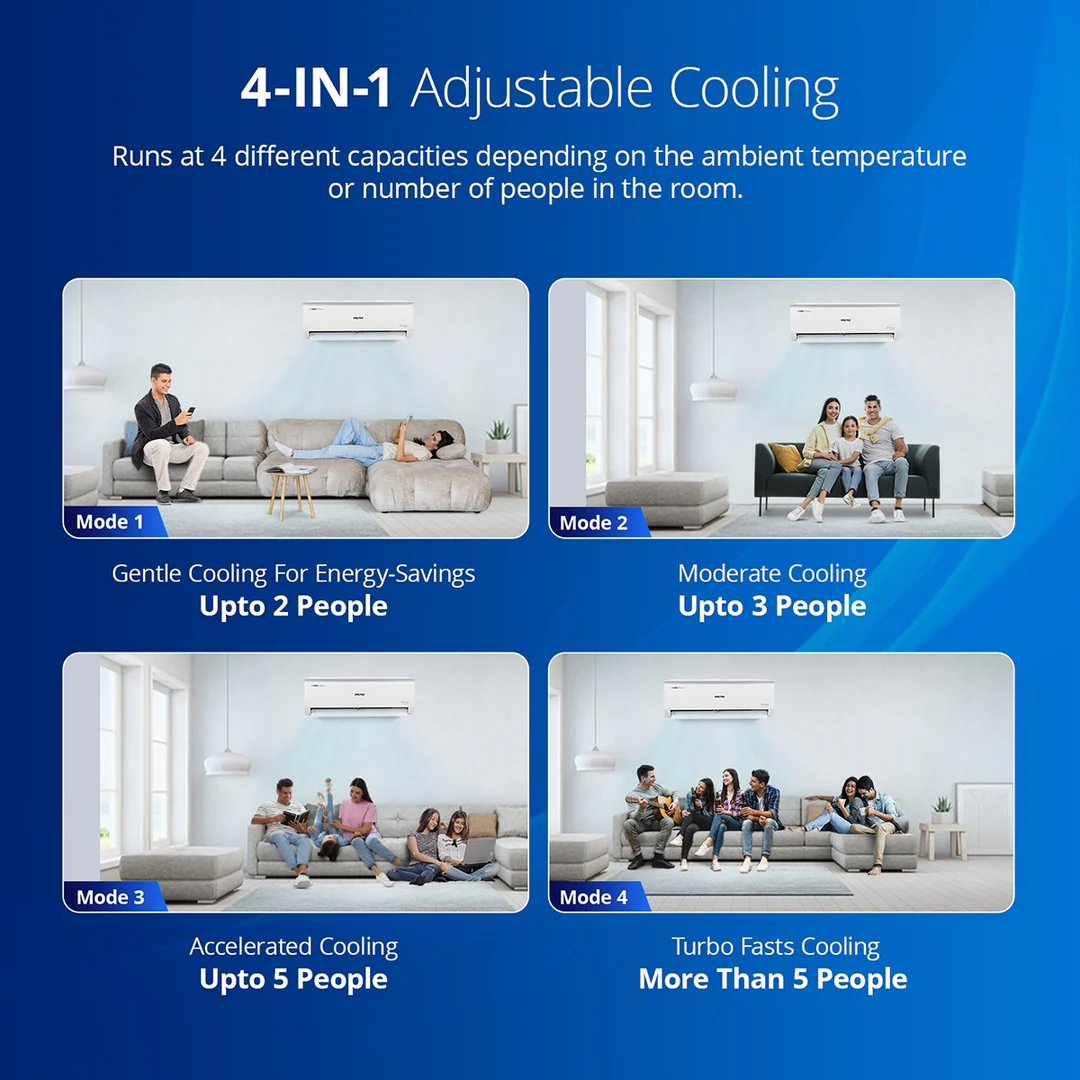 4-IN-1 Adjustable Cooling
Runs at 4 different capacities depending on the ambient temperature
or number of people in the room.
Mode 1
Gentle Cooling For Energy-Savings
Upto 2 People
Mode 2
Moderate Cooling
Upto 3 People
Mode 3
Accelerated Cooling
Upto 5 People
Mode 4
Turbo Fasts Cooling
More Than 5 People